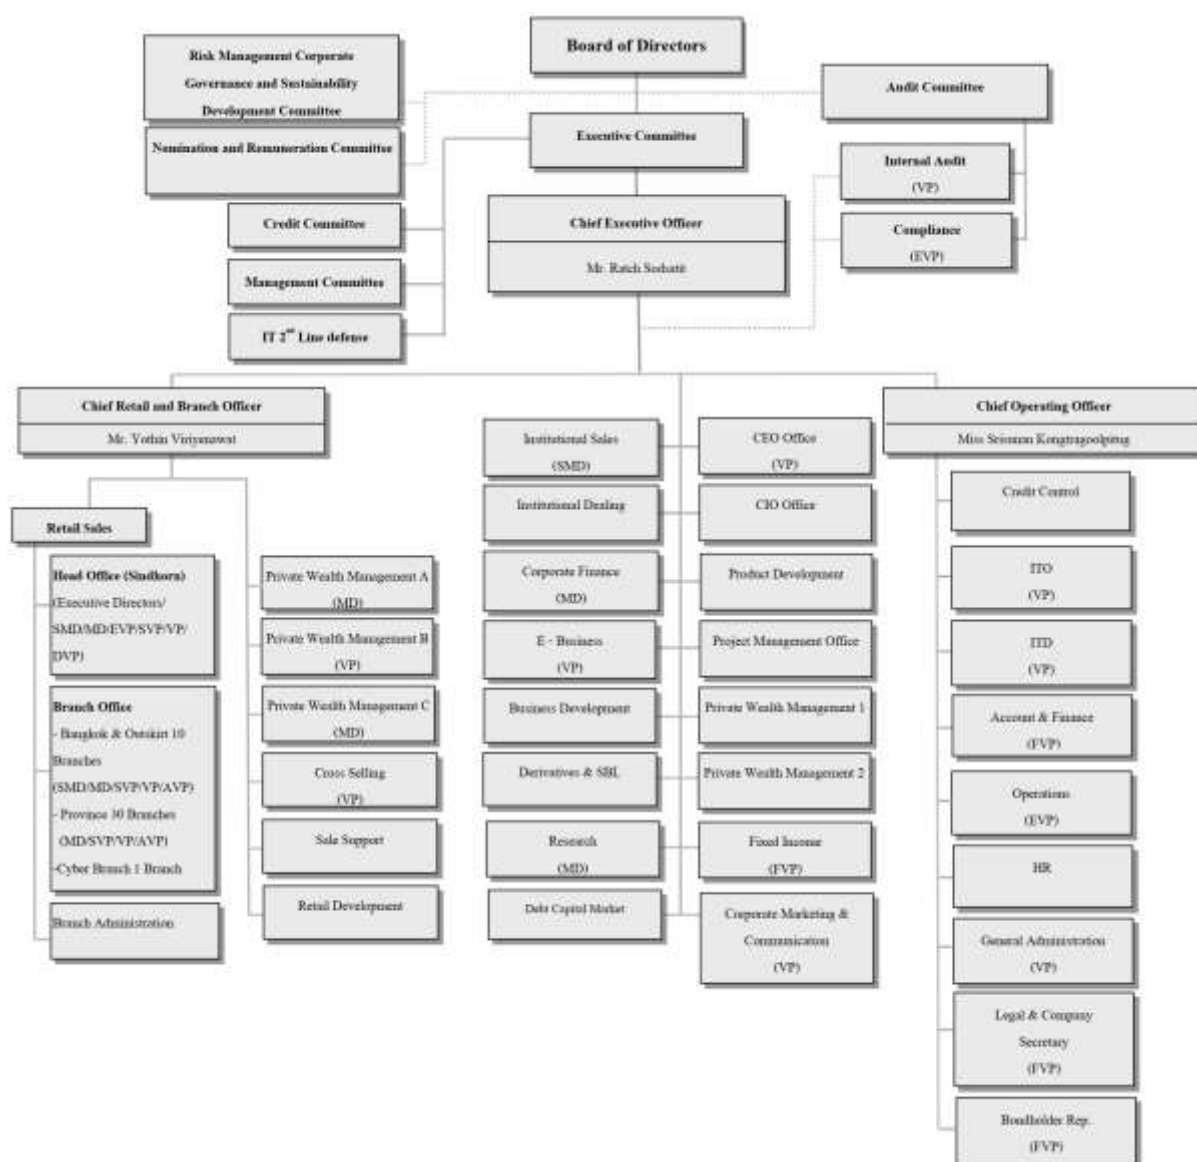 Board of Directors
Risk Management Corporate
Governance and Sustainability
Development Committee
Audit Committee
Nomination and Remuneration Committee
Executive Committee
Internal Audit
(VP)
Credit Committee
Chief Executive Officer
Mr. Ratch
Compliance
(EVP)
Management Committee
IT 2nd Line defense
Chief Retail and Branch Officer
Mr. Yothin
Chief Operating Officer
Miss
Retail Sales
Head Office (Sindhorn)
(Executive Directors/
SMD/MD/EVP/SVP/VP/
DVP)
Branch Office
- Bangkok & Outskirt 10
Branches
(SMD/MD/SVP/VP/AVP)
- Province 30 Branches
(MD/SVP/VP/AVP)
-Cyber Branch 1 Branch
Branch Administration
Private Wealth Management A
(MD)
Private Wealth Management B
(VP)
Private Wealth Management C
(MD)
Cross Selling
(VP)
Sale Support
Retail Development
Institutional Sales
(SMD)
Institutional Dealing
Corporate Finance
(MD)
E - Business
(VP)
Business Development
Derivatives & SBL
Research
(MD)
Debt Capital Market
CEO Office
(VP)
CIO Office
Product Development
Project Management Office
Private Wealth Management 1
Private Wealth Management 2
Fixed Income
(FVP)
Corporate Marketing &
Communication
(VP)
Credit Control
ITO
(VP)
ITD
(VP)
Account & Finance
(FVP)
Operations
(EVP)
HR
General Administration
(VP)
Legal & Company
Secretary
(FVP)
Bondholder Rep.
(FVP)